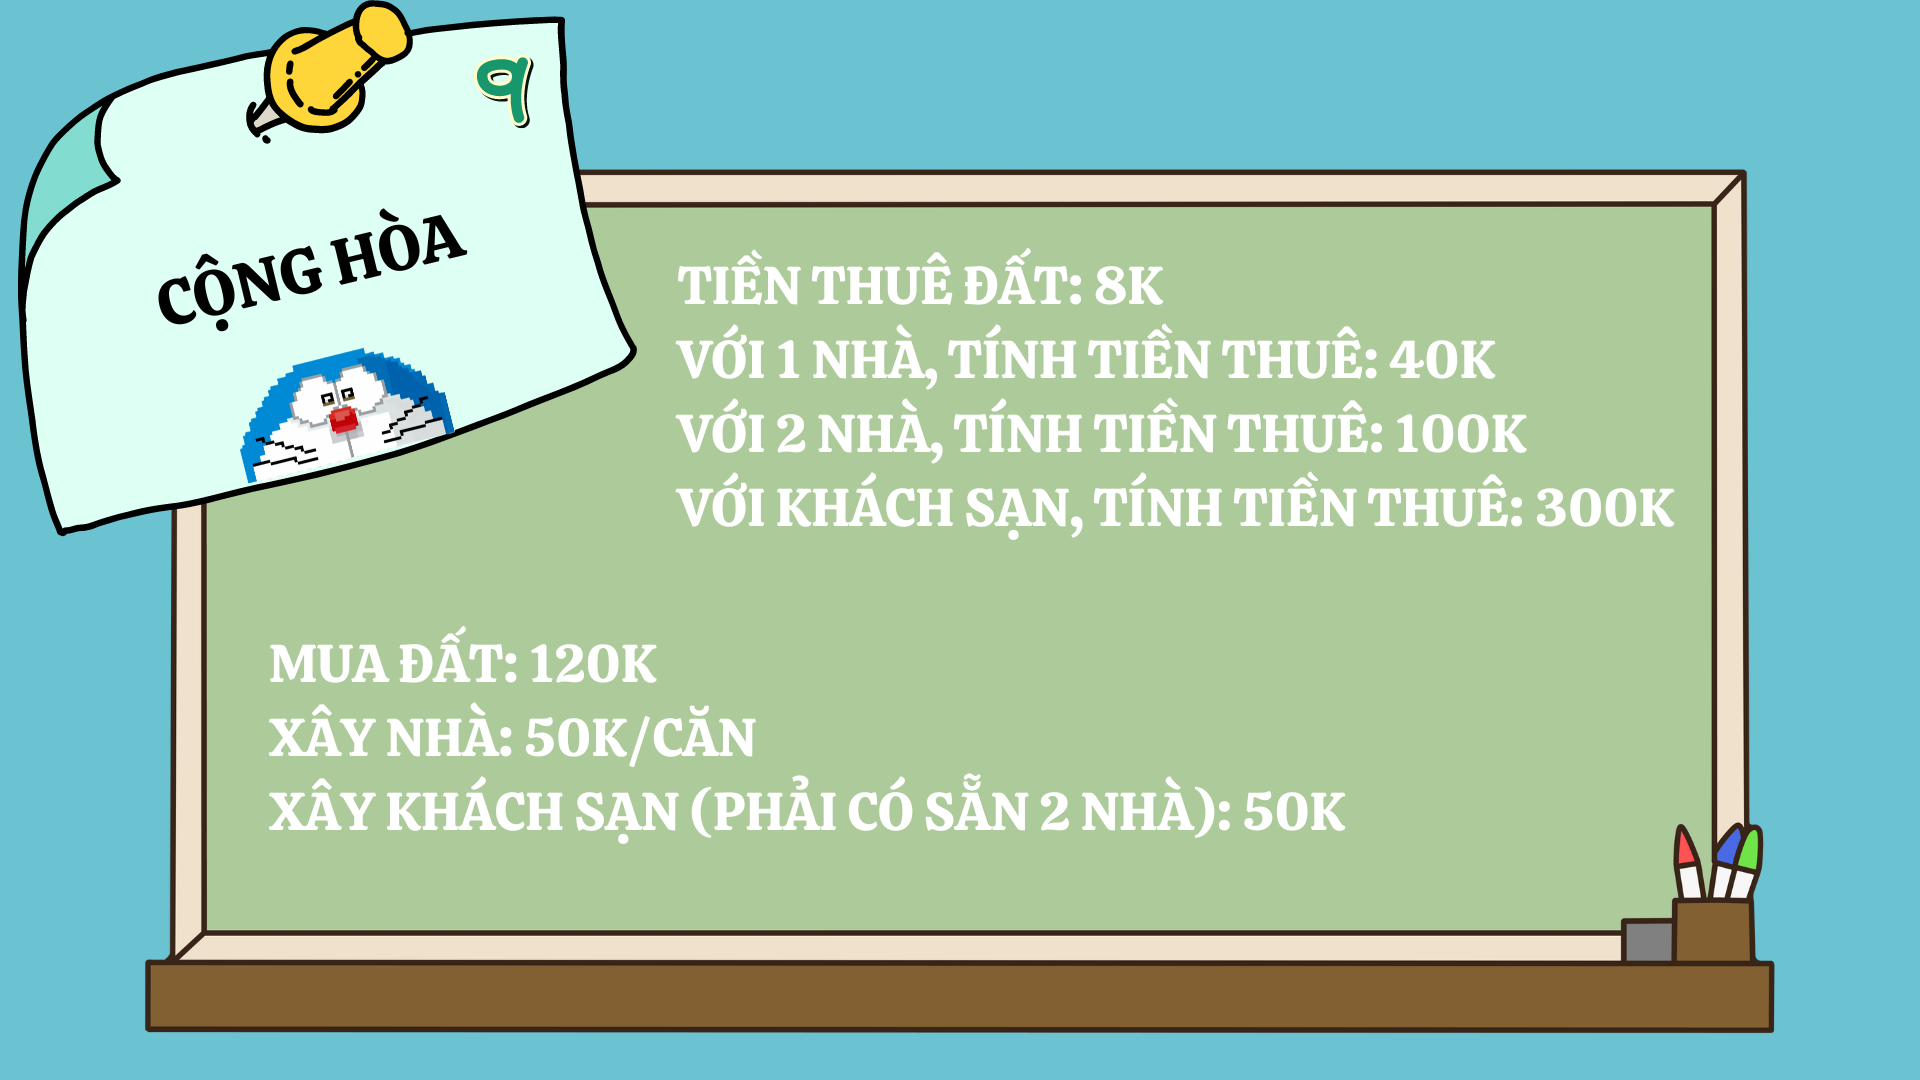 9
CỘNG HÒA
TIỀN THUÊ ĐẤT: 8K
VỚI 1 NHÀ, TÍNH TIỀN THUÊ: 40K
VỚI 2 NHÀ, TÍNH TIỀN THUÊ: 100K
VỚI KHÁCH SẠN, TÍNH TIỀN THUÊ: 300K
MUA ĐẤT: 120K
XÂY NHÀ: 50K/CĂN
XÂY KHÁCH SẠN (PHẢI CÓ SẴN 2 NHÀ): 50K